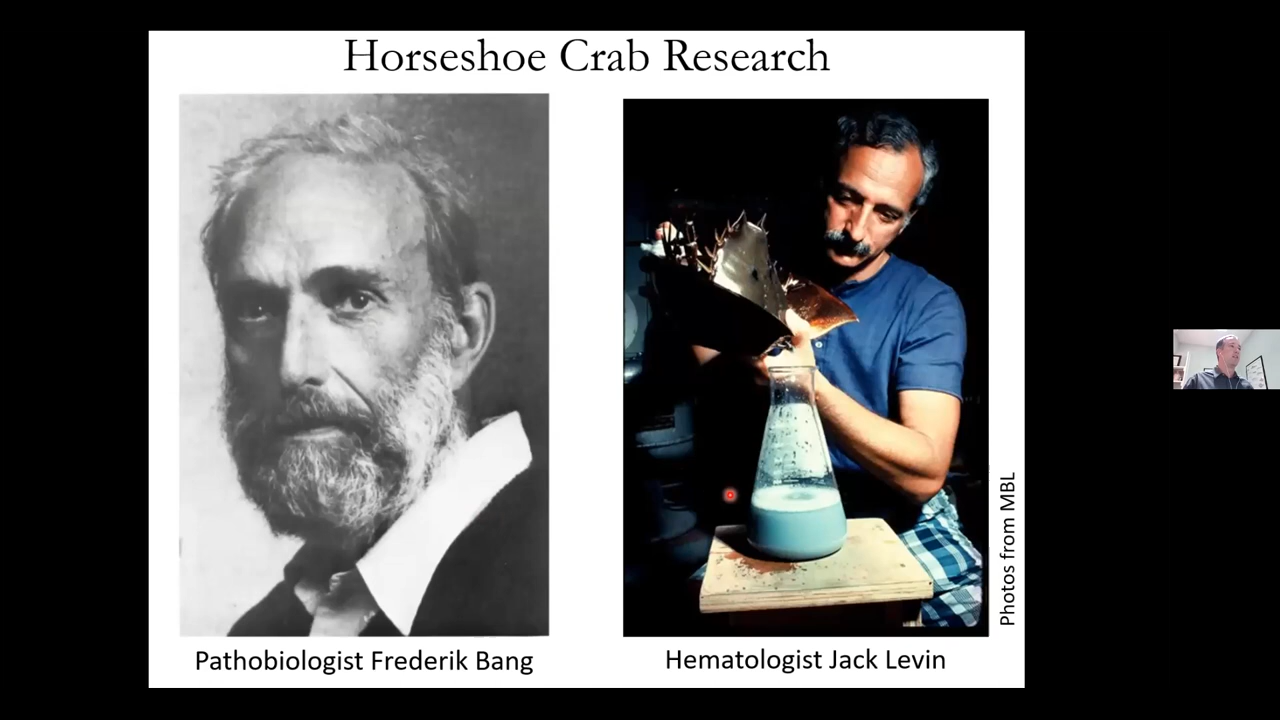 Horseshoe Crab Research
Pathobiologist Frederik Bang
Hematologist Jack Levin
Photos from MBL